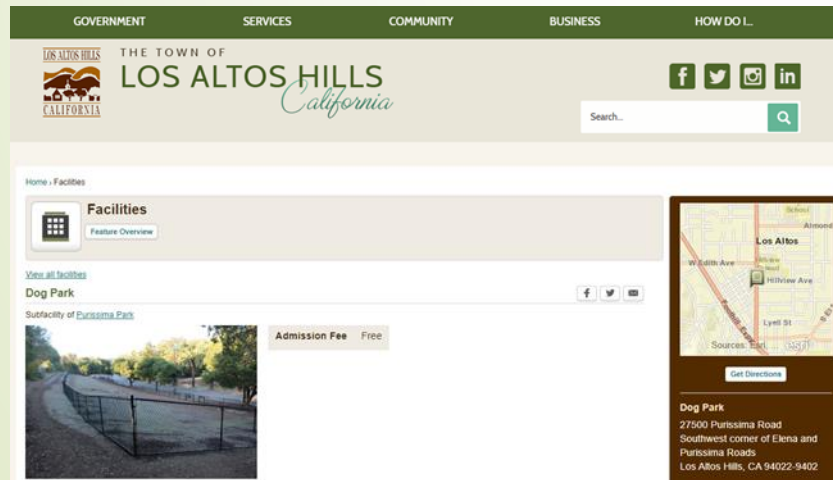 GOVERNMENT SERVICES COMMUNITY BUSINESS HOW DO I...
LOS ALTOS HILLS
CALIFORNIA
THE TOWN OF
LOS ALTOS HILLS
California
Search...
Home › Facilities
Facilities
Feature Overview
View all facilities
Dog Park
Subfacility of Purissima Park
Admission Fee Free
Almond
Los Altos
W Edith Ave
Hillview Ave
Foothill Expy
Lyell St
Sources: Esri
esri
Get Directions
Dog Park
27500 Purissima Road
Southwest corner of Elena and
Purissima Roads
Los Altos Hills, CA 94022-9402